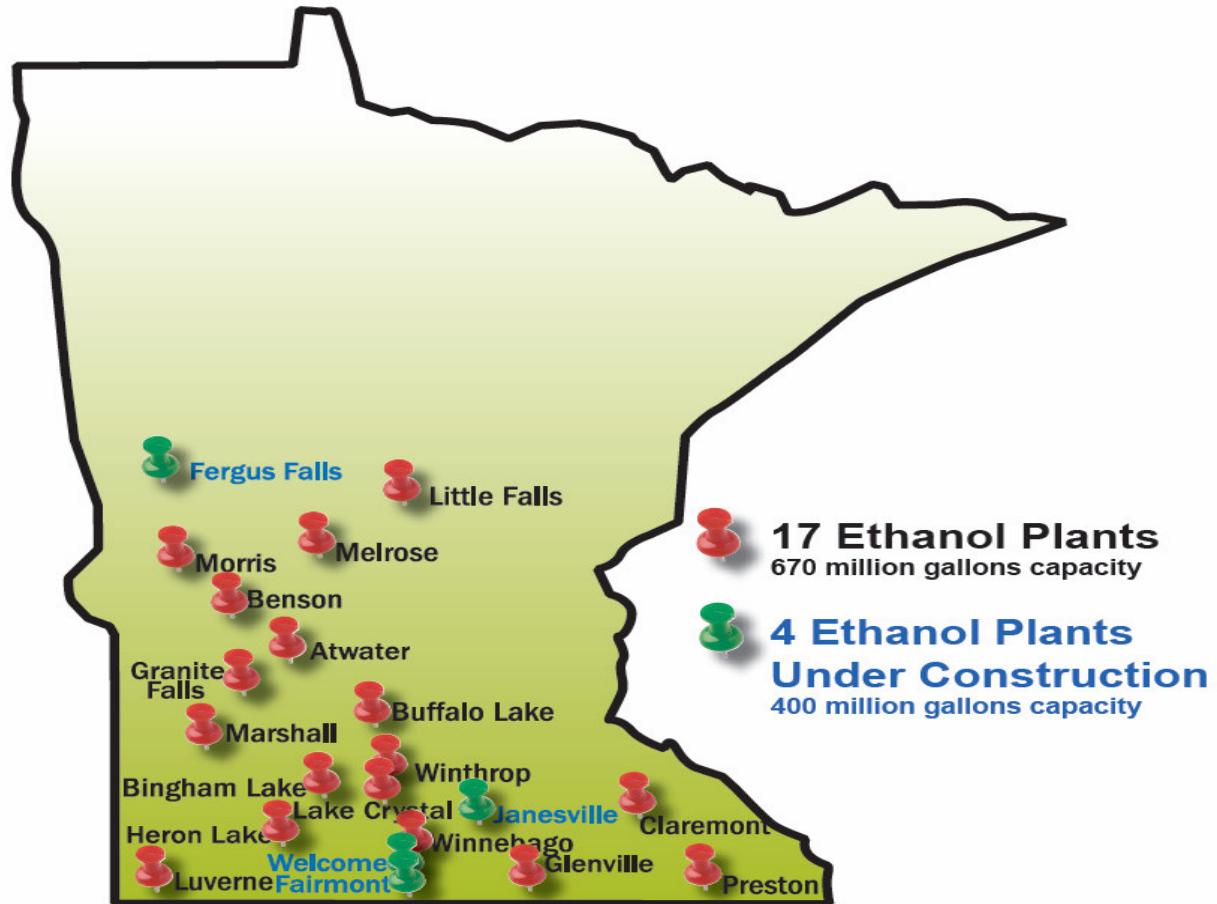 Fergus Falls
Little Falls
Melrose
Morris
Benson
Atwater
Granite
Falls
Buffalo Lake
Marshall
Winthrop
Bingham Lake
Lake Crystal
Janesville
Claremont
Heron Lake
Winnebago
Welcome
Glenville
Luverne
Fairmont
Preston
17 Ethanol Plants
670 million gallons capacity
4 Ethanol Plants
Under Construction
400 million gallons capacity